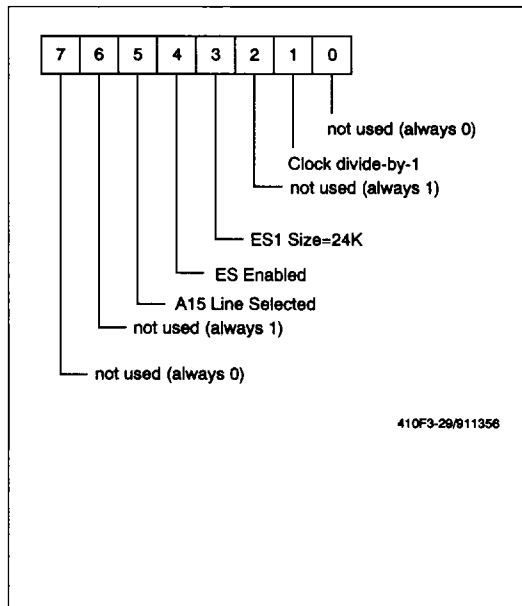 7 6 5 4 3 2 1 0
not used (always 0)
Clock divide-by-1
not used (always 1)
ES1 Size=24K
ES Enabled
A15 Line Selected
not used (always 1)
not used (always 0)
410F3-29/911356